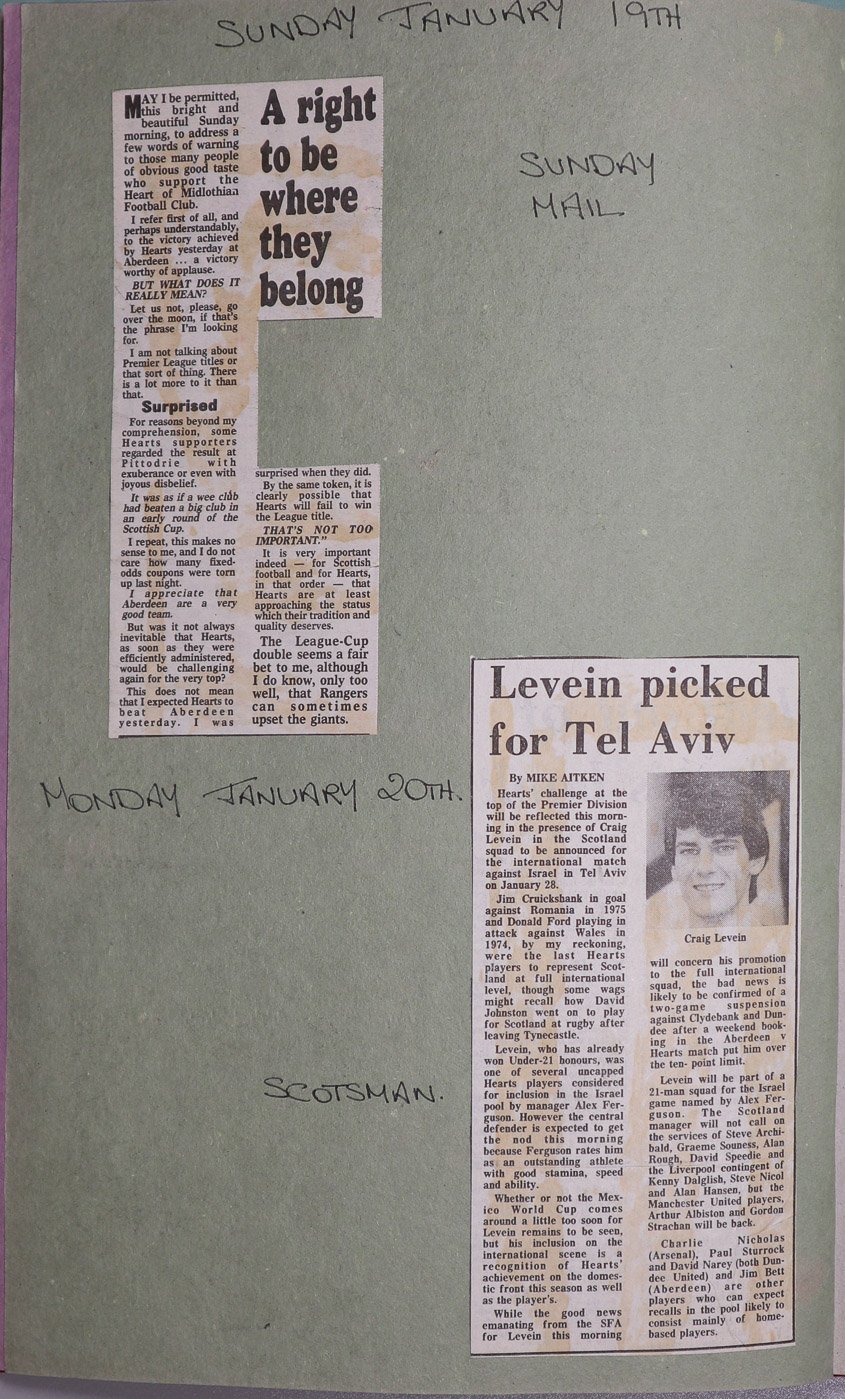 SUNDAY JANUARY 19TH
SUNDAY
MAIL
A right
to be
where
they
belong
MAY I be permitted,
this bright and
beautiful Sunday
morning, to address a
few words of warning
to those many people
of obvious good taste
who support the
Heart of Midlothian
Football Club.
I refer first of all, and
perhaps understandably,
to the victory achieved
by Hearts yesterday at
Aberdeen ... a victory
worthy of applause.
BUT WHAT DOES IT
REALLY MEAN?
Let us not, please, go
over the moon, if that's
the phrase I'm looking
for.
I am not talking about
Premier League titles or
that sort of thing. There
is a lot more to it than
that.
Surprised
For reasons beyond my
comprehension, some
Hearts supporters
regarded the result at
Pittodrie with
exuberance or even with
joyous disbelief.
It was as if a wee club
had beaten a big club in
an early round of the
Scottish Cup.
I repeat, this makes no
sense to me, and I do not
care how many fixed-
odds coupons were torn
up last night.
I appreciate that
Aberdeen are a very
good team.
But was it not always
inevitable that Hearts,
as soon as they were
efficiently administered,
would be challenging
again for the very top?
This does not mean
that I expected Hearts to
beat Aberdeen
yesterday. I was
surprised when they did.
By the same token, it is
clearly possible that
Hearts will fail to win
the League title.
THAT'S NOT TOO
IMPORTANT."
It is very important
indeed — for Scottish
football and for Hearts,
in that order — that
Hearts are at least
approaching the status
which their tradition and
quality deserves.
The League-Cup
double seems a fair
bet to me, although
I do know, only too
well, that Rangers
can sometimes
upset the giants.
MONDAY JANUARY 20TH.
SCOTSMAN.
Levein picked
for Tel Aviv
By MIKE AITKEN
Hearts' challenge at the
top of the Premier Division
will be reflected this morn-
ing in the presence of Craig
Levein in the Scotland
squad to be announced for
the international match
against Israel in Tel Aviv
on January 28.
Jim Cruickshank in goal
against Romania in 1975
and Donald Ford playing in
attack against Wales in
1974, by my reckoning,
were the last Hearts
players to represent Scot-
land at full international
level, though some wags
might recall how David
Johnston went on to play
for Scotland at rugby after
leaving Tynecastle.
Levein, who has already
won Under-21 honours, was
one of several uncapped
Hearts players considered
for inclusion in the Israel
pool by manager Alex Fer-
guson. However the central
defender is expected to get
the nod this morning
because Ferguson rates him
as an outstanding athlete
with good stamina, speed
and ability.
Whether or not the Mex-
ico World Cup comes
around a little too soon for
Levein remains to be seen,
but his inclusion on the
international scene is a
recognition of Hearts'
achievement on the domes-
tic front this season as well
as the player's.
While the good news
emanating from the SFA
for Levein this morning
Craig Levein
will concern his promotion
to the full international
squad, the bad news is
likely to be confirmed of a
two-game suspension
against Clydebank and Dun-
dee after a weekend book-
ing in the Aberdeen v
Hearts match put him over
the ten- point limit.
Levein will be part of a
21-man squad for the Israel
game named by Alex Fer-
guson. The Scotland
manager will not call on
the services of Steve Archi-
bald, Graeme Souness, Alan
Rough, David Speedie and
the Liverpool contingent of
Kenny Dalglish, Steve Nicol
and Alan Hansen, but the
Manchester United players,
Arthur Albiston and Gordon
Strachan will be back.
Charlie Nicholas
(Arsenal), Paul Sturrock
and David Narey (both Dun-
dee United) and Jim Bett
(Aberdeen) are other
players who can expect
recalls in the pool likely to
consist mainly of home-
based players.